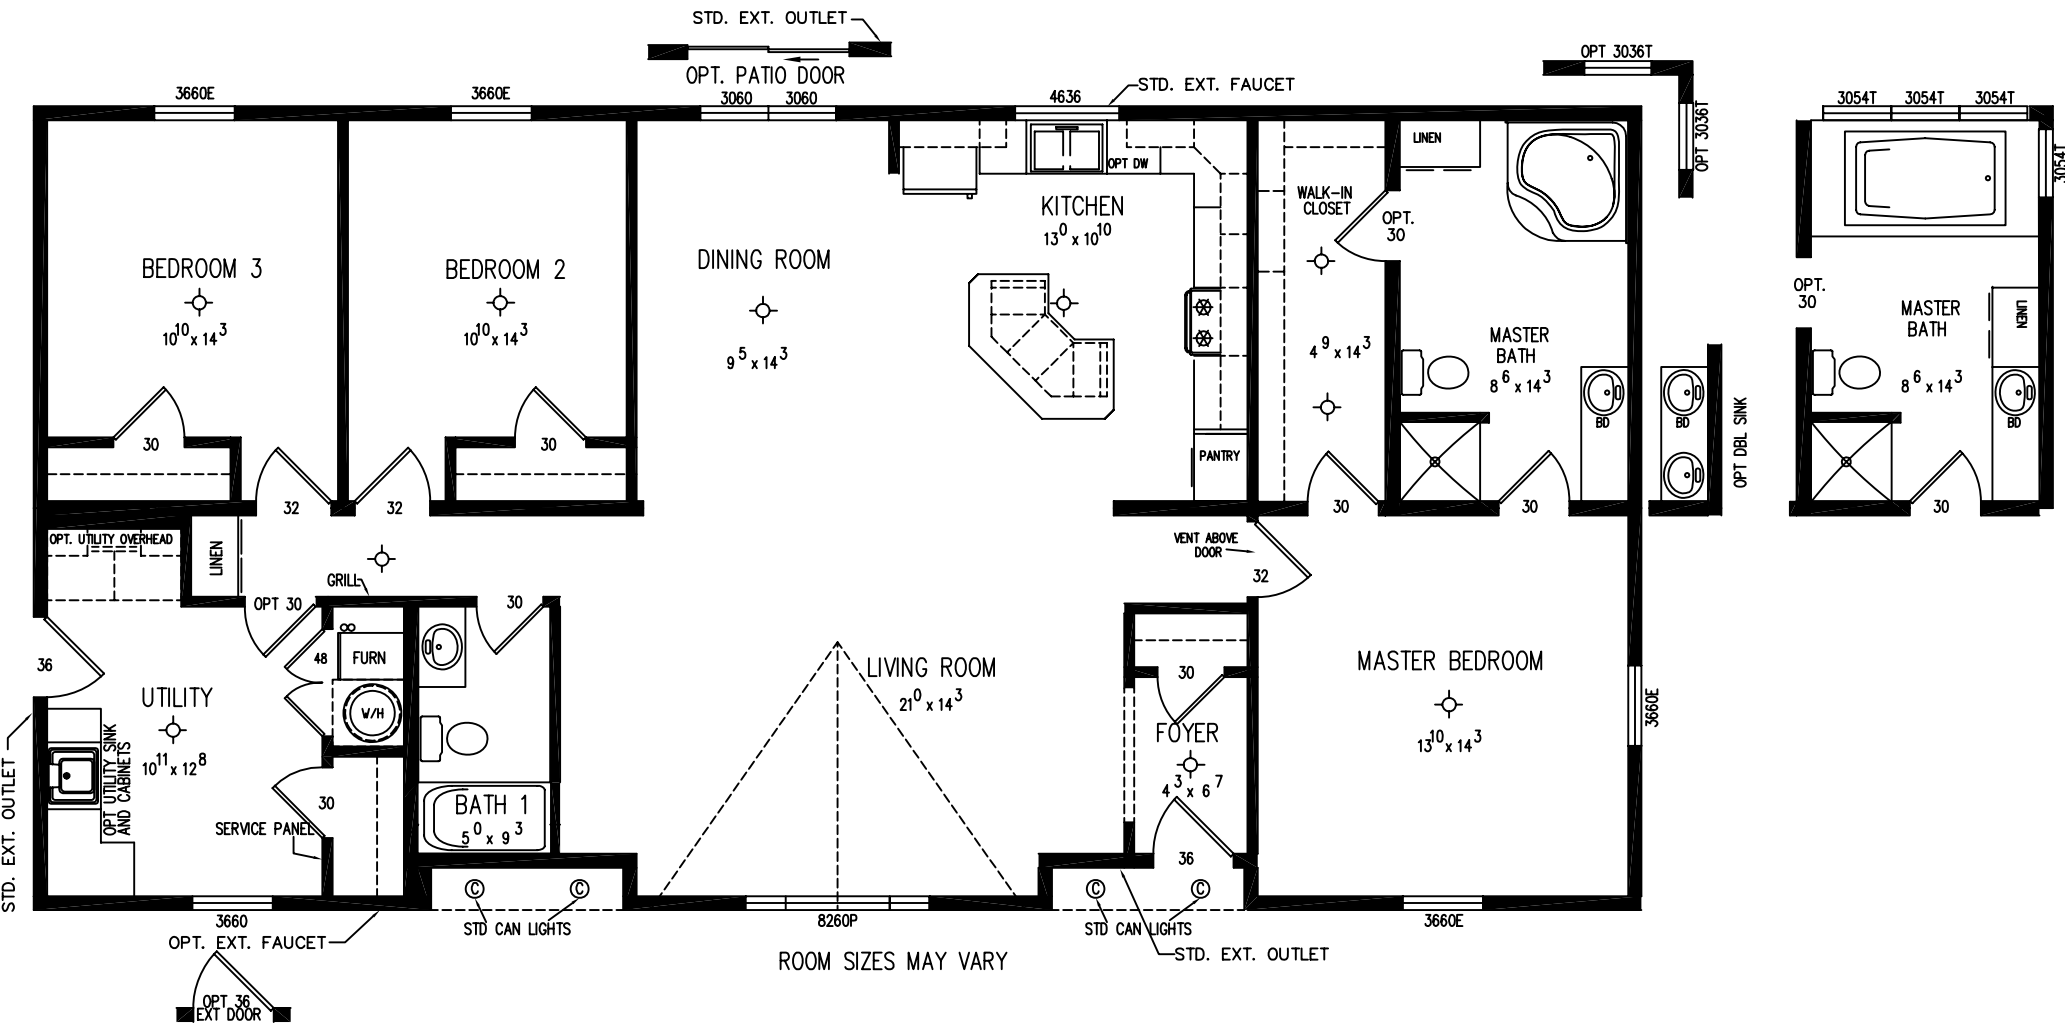 STD. EXT. OUTLET
OPT. PATIO DOOR
OPT 3036T
OPT 3036T
3660E
3660E
3060
3060
4636
STD. EXT. FAUCET
3054T
3054T
3054T
3054T
BEDROOM 3
10^10 x 14^3
30
32
BEDROOM 2
10^10 x 14^3
30
32
DINING ROOM
9^5 x 14^3
OPT DW
KITCHEN
13^0 x 10^10
PANTRY
WALK-IN
CLOSET
4^9 x 14^3
30
LINEN
OPT.
30
MASTER
BATH
8^6 x 14^3
BD
30
BD
OPT DBL SINK
OPT.
30
MASTER
BATH
8^6 x 14^3
LINEN
BD
30
OPT. UTILITY OVERHEAD
LINEN
GRILL
OPT 30
30
36
48
FURN
W/H
UTILITY
10^11 x 12^8
OPT UTILITY SINK
AND CABINETS
30
SERVICE PANEL
STD. EXT. OUTLET
BATH 1
5^0 x 9^3
LIVING ROOM
21^0 x 14^3
VENT ABOVE
DOOR
32
30
FOYER
4^3 x 6^7
36
MASTER BEDROOM
13^10 x 14^3
3660E
C
C
C
C
3660
STD CAN LIGHTS
8260P
STD CAN LIGHTS
3660E
OPT. EXT. FAUCET
ROOM SIZES MAY VARY
STD. EXT. OUTLET
OPT 36
EXT DOOR